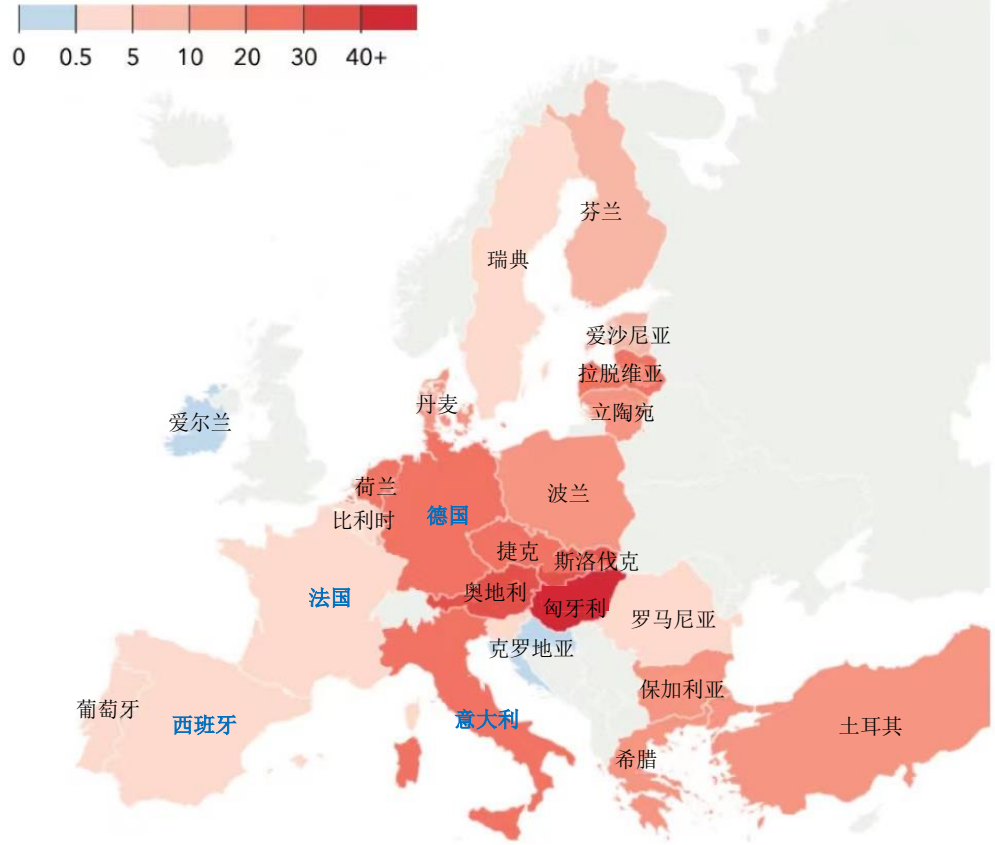 0 0.5 5 10 20 30 40+
芬兰
瑞典
爱沙尼亚
拉脱维亚
丹麦
立陶宛
爱尔兰
荷兰
波兰
比利时
德国
捷克
斯洛伐克
奥地利
法国
匈牙利
罗马尼亚
克罗地亚
保加利亚
葡萄牙
西班牙
意大利
土耳其
希腊